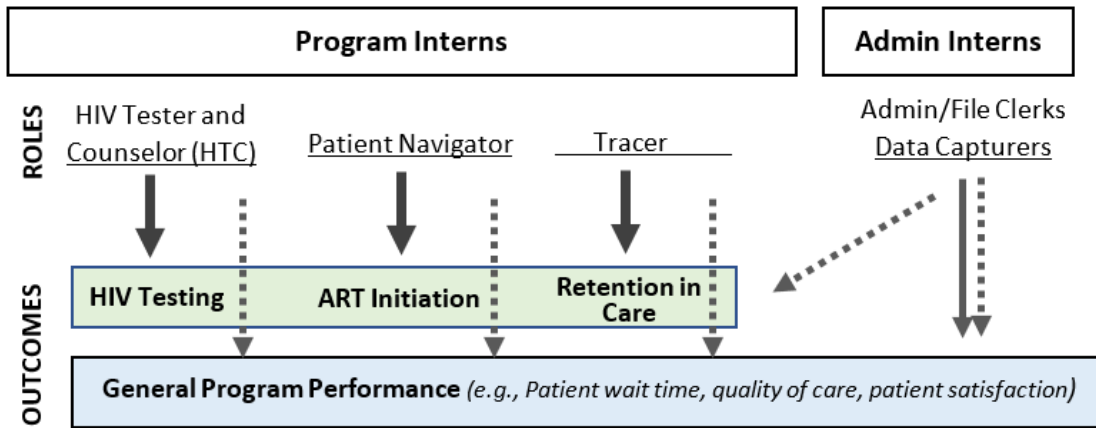 Program Interns
Admin Interns
ROLES
HIV Tester and
Counselor (HTC)
Patient Navigator
Tracer
Admin/File Clerks
Data Capturers
OUTCOMES
HIV Testing
ART Initiation
Retention in
Care
General Program Performance (e.g., Patient wait time, quality of care, patient satisfaction)